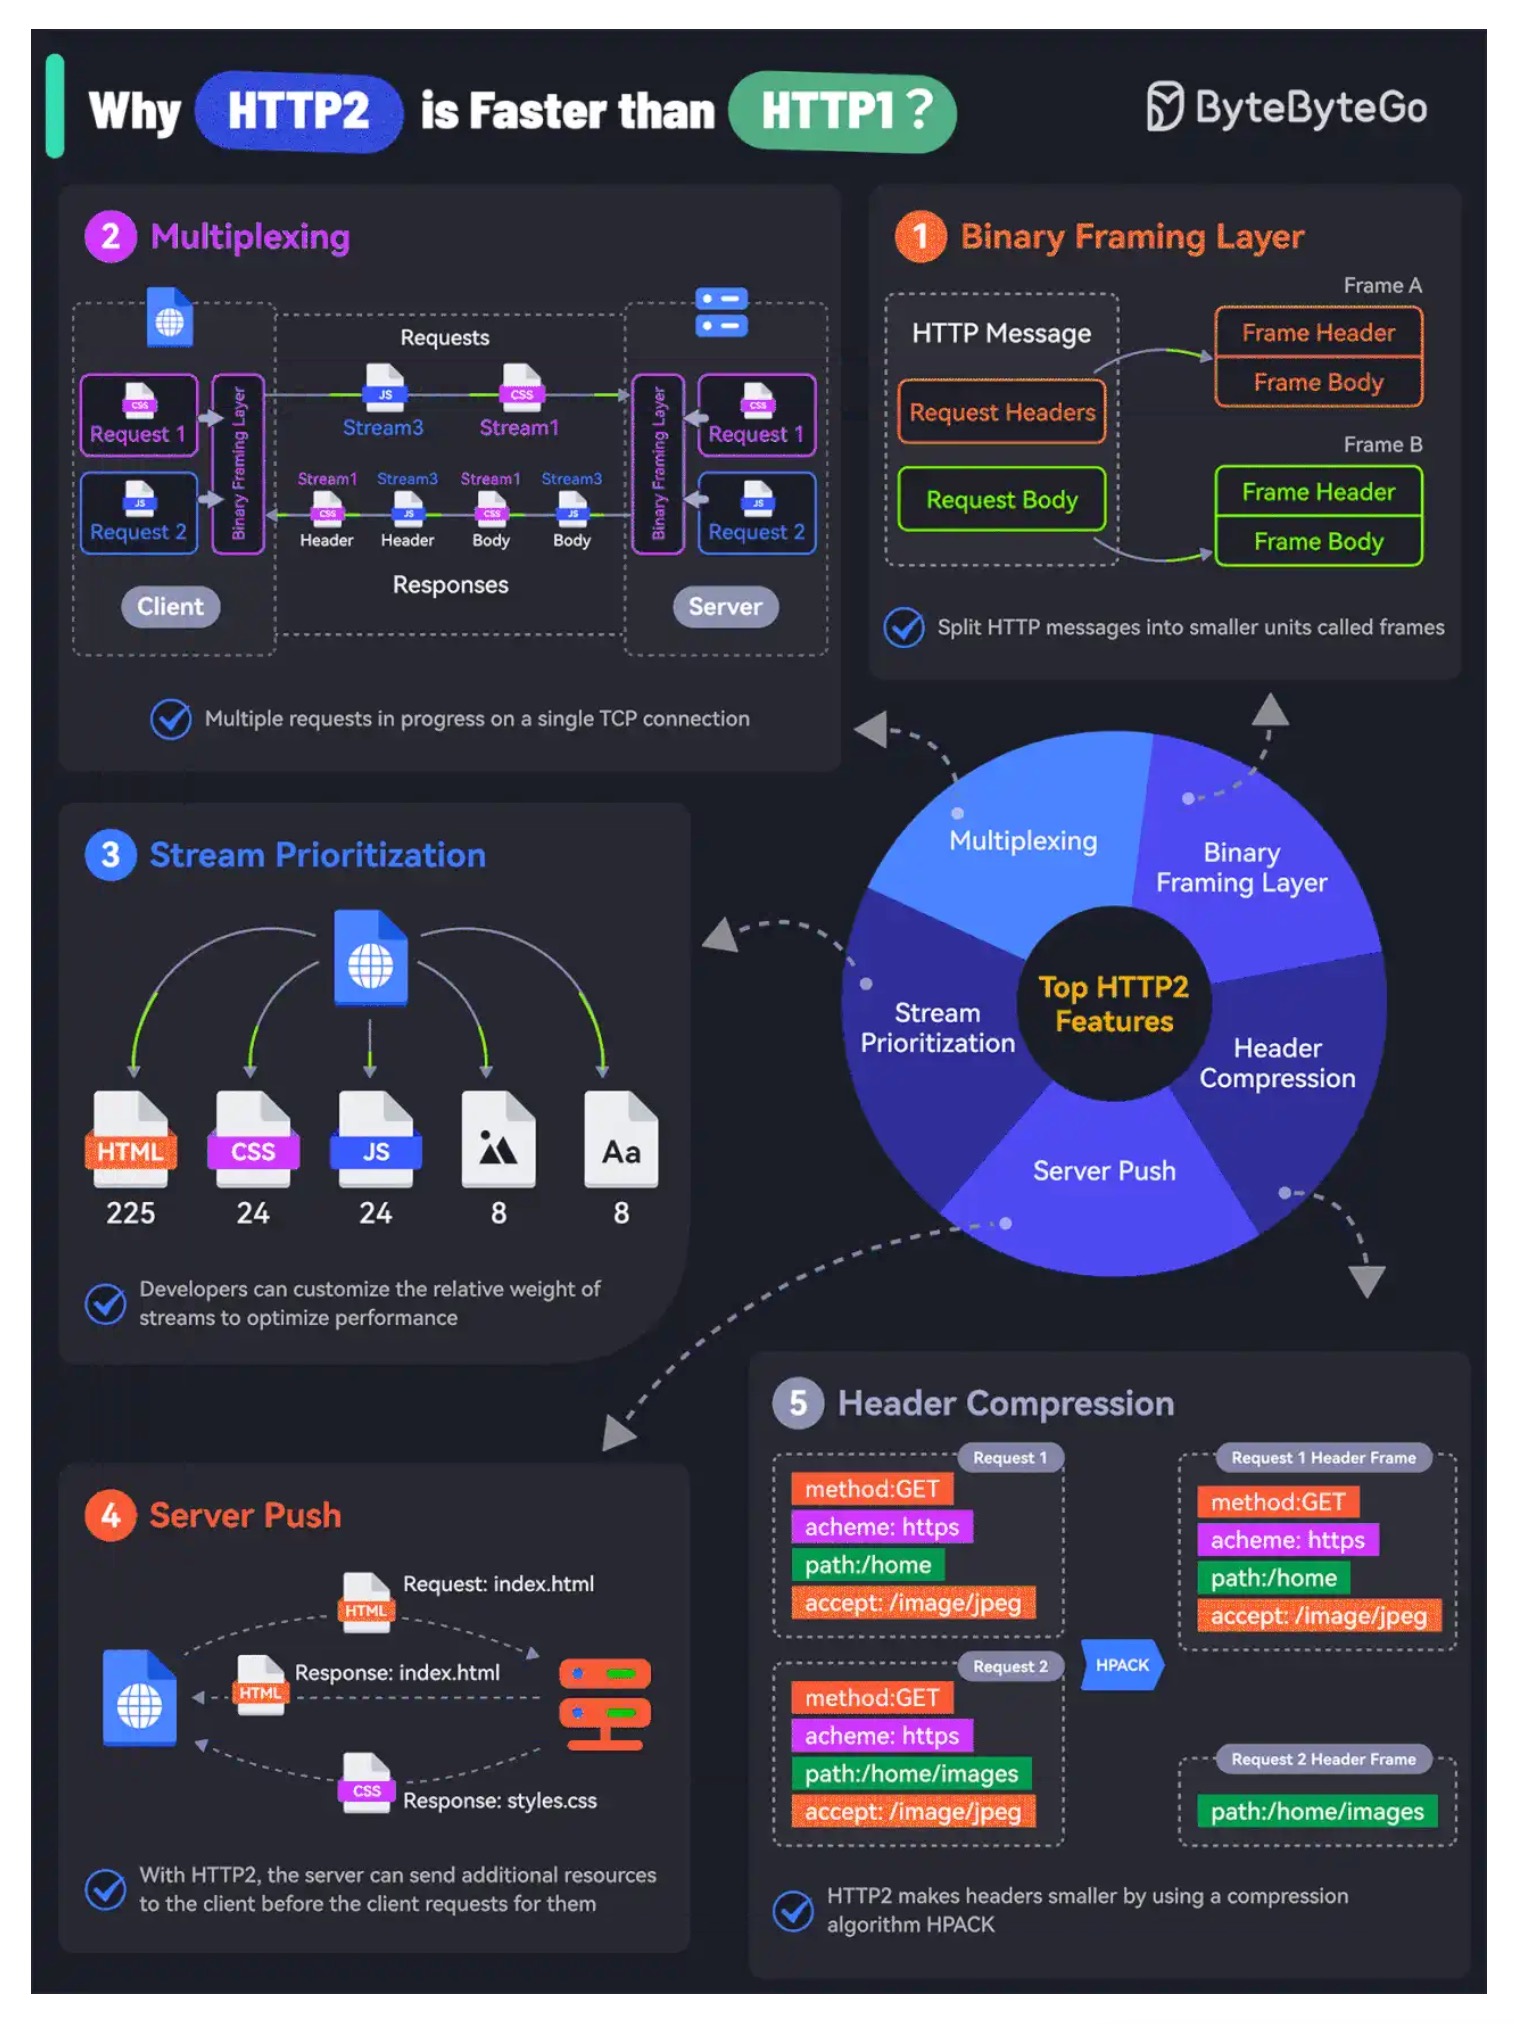 Why HTTP2 is Faster than HTTP1?
ByteByteGo
2 Multiplexing
Requests
CSS
Request 1
JS
Request 2
Binary Framing Layer
JS
Stream3
CSS
Stream1
Stream1
Stream3
Stream1
Stream3
CSS
JS
CSS
JS
Header
Header
Body
Body
Responses
Binary Framing Layer
CSS
Request 1
JS
Request 2
Client
Server
Multiple requests in progress on a single TCP connection
1 Binary Framing Layer
HTTP Message
Request Headers
Request Body
Frame A
Frame Header
Frame Body
Frame B
Frame Header
Frame Body
Split HTTP messages into smaller units called frames
Top HTTP2
Features
Multiplexing
Binary
Framing Layer
Stream
Prioritization
Header
Compression
Server Push
3 Stream Prioritization
HTML
CSS
JS
Aa
225
24
24
8
8
Developers can customize the relative weight of
streams to optimize performance
4 Server Push
Request: index.html
HTML
Response: index.html
HTML
CSS
Response: styles.css
With HTTP2, the server can send additional resources
to the client before the client requests for them
5 Header Compression
Request 1
method:GET
acheme: https
path:/home
accept: /image/jpeg
Request 2
method:GET
acheme: https
path:/home/images
accept: /image/jpeg
HPACK
Request 1 Header Frame
method:GET
acheme: https
path:/home
accept: /image/jpeg
Request 2 Header Frame
path:/home/images
HTTP2 makes headers smaller by using a compression
algorithm HPACK